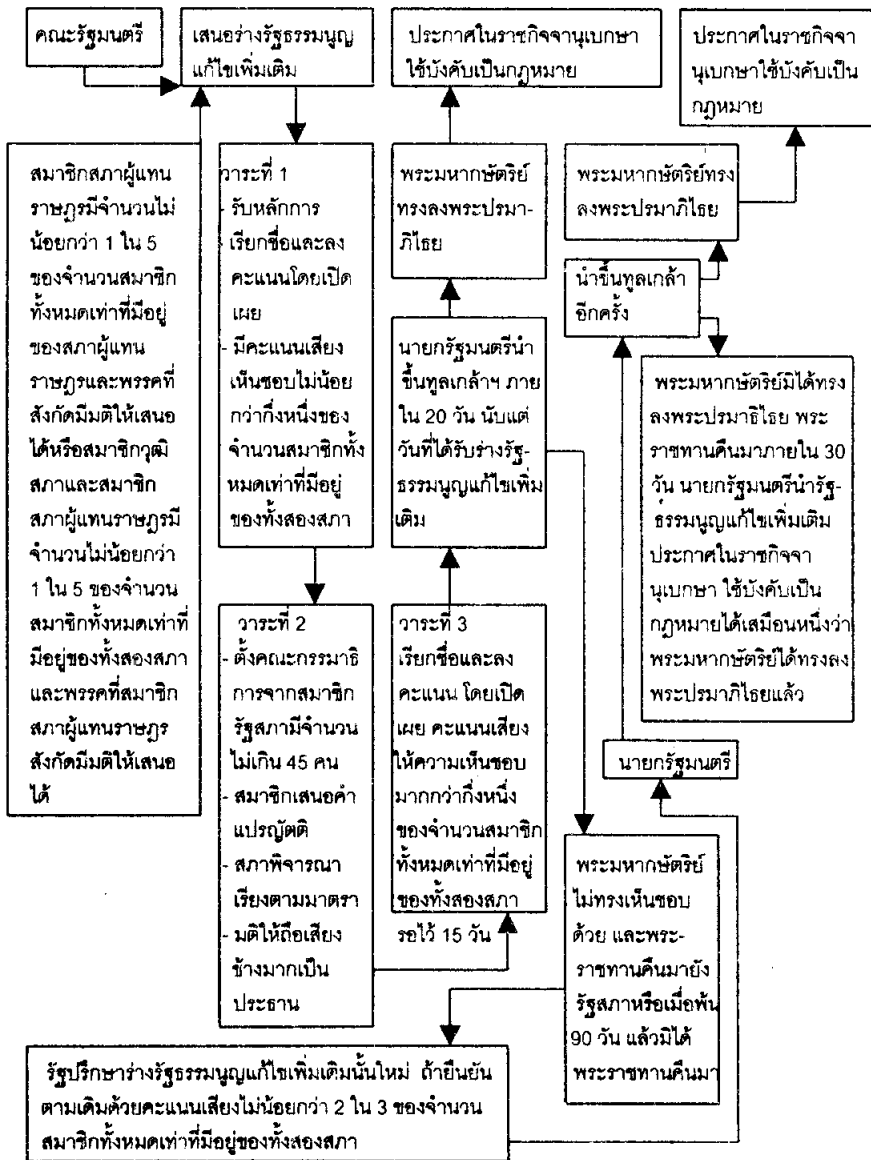 คณะรัฐมนตรี
เสนอร่างรัฐธรรมนูญ
แก้ไขเพิ่มเติม
สมาชิกสภาผู้แทน
ราษฎรมีจำนวนไม่
น้อยกว่า 1 ใน 5
ของจำนวนสมาชิก
ทั้งหมดเท่าที่มีอยู่
ของสภาผู้แทน
ราษฎรและพรรคที่
สังกัดมีมติให้เสนอ
ได้หรือสมาชิกวุฒิ
สภาและสมาชิก
สภาผู้แทนราษฎรมี
จำนวนไม่น้อยกว่า
1 ใน 5 ของจำนวน
สมาชิกทั้งหมดเท่าที่
มีอยู่ของทั้งสองสภา
และพรรคที่สมาชิก
สภาผู้แทนราษฎร
สังกัดมีมติให้เสนอ
ได้
วาระที่ 1
- รับหลักการ
เรียกชื่อและลง
คะแนนโดยเปิด
เผย
- มีคะแนนเสียง
เห็นชอบไม่น้อย
กว่ากึ่งหนึ่งของ
จำนวนสมาชิกทั้ง
หมดเท่าที่มีอยู่
ของทั้งสองสภา
วาระที่ 2
- ตั้งคณะกรรมาธิ
การจากสมาชิก
รัฐสภามีจำนวน
ไม่เกิน 45 คน
- สมาชิกเสนอคำ
แปรญัตติ
- สภาพิจารณา
เรียงตามมาตรา
- มติให้ถือเสียง
ข้างมากเป็น
ประธาน
วาระที่ 3
เรียกชื่อและลง
คะแนน โดยเปิด
เผย คะแนนเสียง
ให้ความเห็นชอบ
มากกว่ากึ่งหนึ่ง
ของจำนวนสมาชิก
ทั้งหมดเท่าที่มีอยู่
ของทั้งสองสภา
รอไว้ 15 วัน
นายกรัฐมนตรีนำ
ขึ้นทูลเกล้าฯ ภาย
ใน 20 วัน นับแต่
วันที่ได้รับร่างรัฐ-
ธรรมนูญแก้ไขเพิ่ม
เติม
พระมหากษัตริย์
ทรงลงพระปรมา-
ภิไธย
ประกาศในราชกิจจานุเบกษา
ใช้บังคับเป็นกฎหมาย
พระมหากษัตริย์
ไม่ทรงเห็นชอบ
ด้วย และพระ-
ราชทานคืนมายัง
รัฐสภาหรือเมื่อพ้น
90 วัน แล้วมิได้
พระราชทานคืนมา
รัฐปรึกษาร่างรัฐธรรมนูญแก้ไขเพิ่มเติมนั้นใหม่ ถ้ายืนยัน
ตามเดิมด้วยคะแนนเสียงไม่น้อยกว่า 2 ใน 3 ของจำนวน
สมาชิกทั้งหมดเท่าที่มีอยู่ของทั้งสองสภา
นายกรัฐมนตรี
นำขึ้นทูลเกล้า
อีกครั้ง
พระมหากษัตริย์ทรง
ลงพระปรมาภิไธย
ประกาศในราชกิจจา
นุเบกษาใช้บังคับเป็น
กฎหมาย
พระมหากษัตริย์มิได้ทรง
ลงพระปรมาธิไธย พระ
ราชทานคืนมาภายใน 30
วัน นายกรัฐมนตรีนำรัฐ-
ธรรมนูญแก้ไขเพิ่มเติม
ประกาศในราชกิจจา
นุเบกษา ใช้บังคับเป็น
กฎหมายได้เสมือนหนึ่งว่า
พระมหากษัตริย์ได้ทรงลง
พระปรมาภิไธยแล้ว